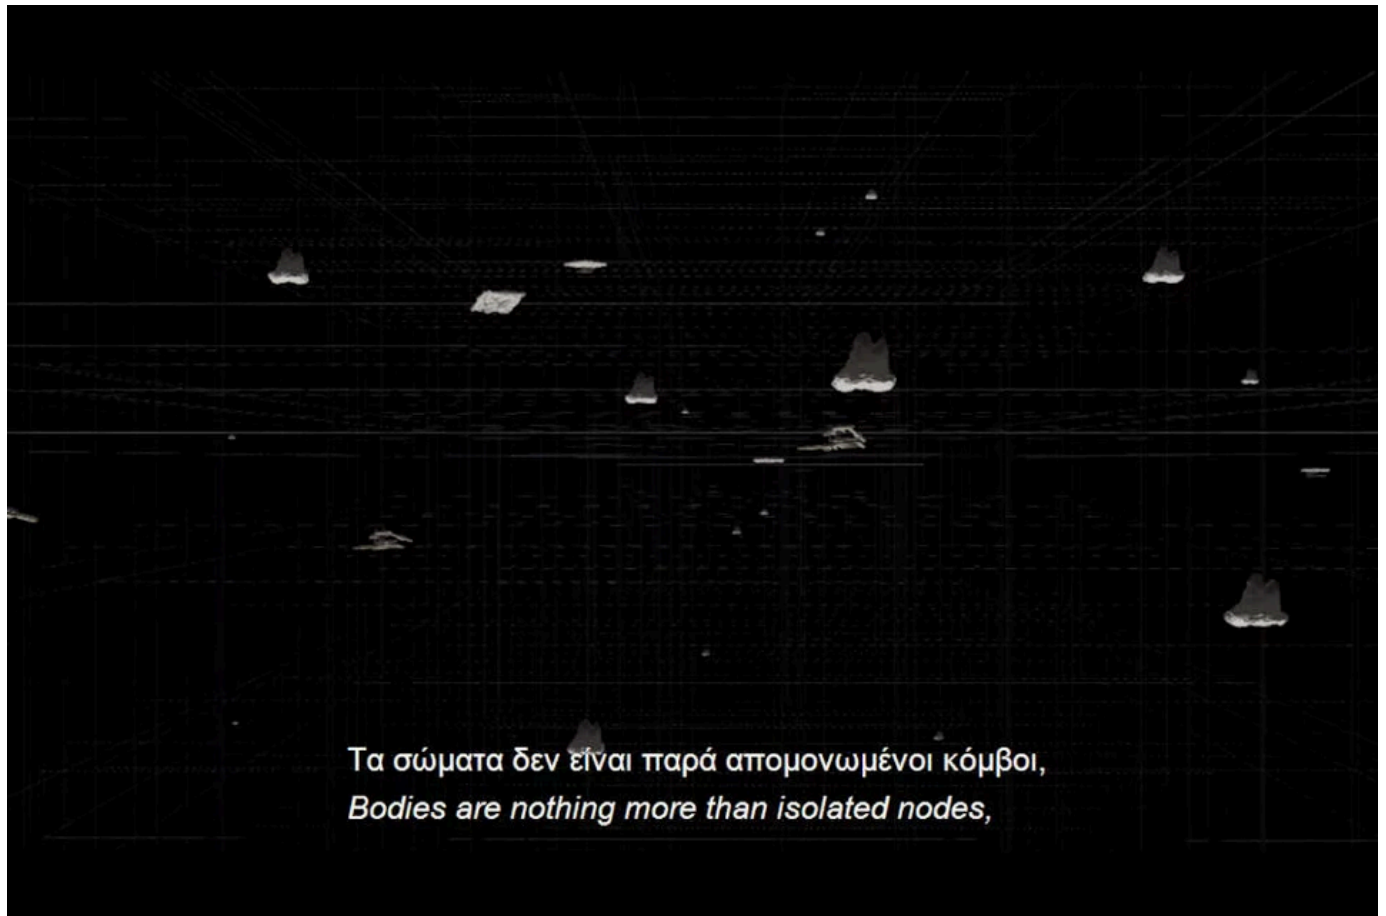 Τα σώματα δεν είναι παρά απομονωμένοι κόμβοι,
Bodies are nothing more than isolated nodes,